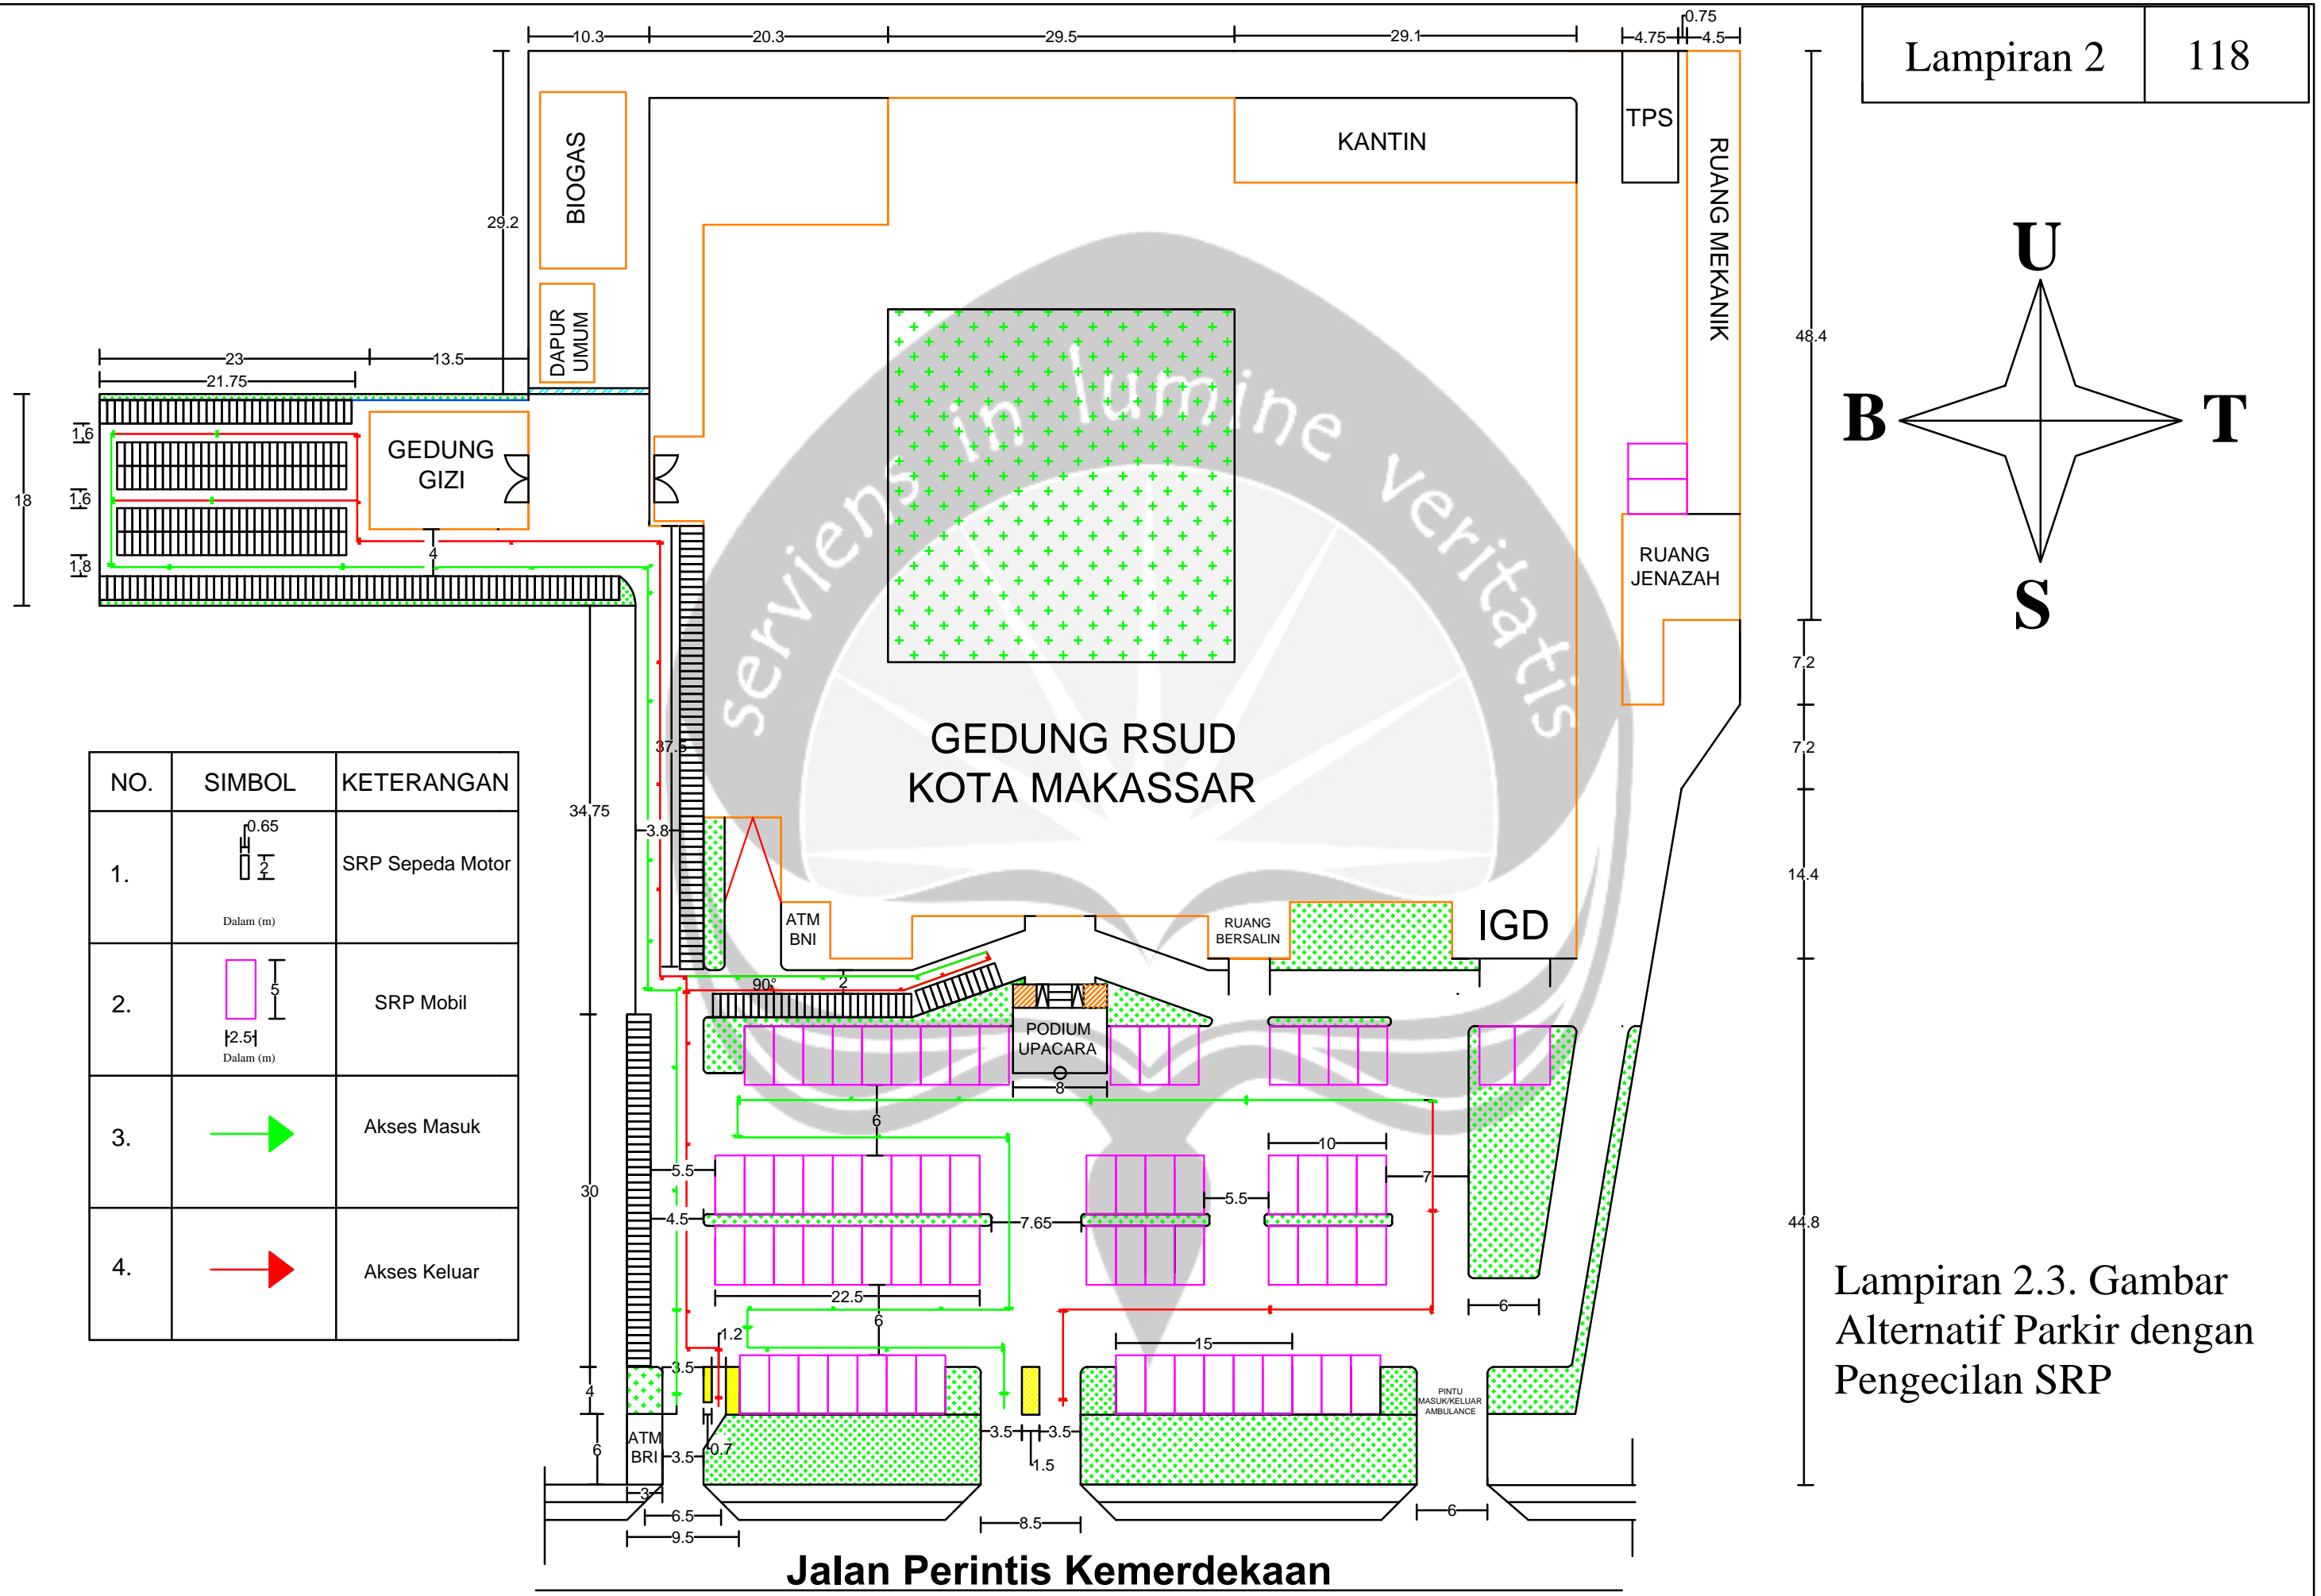 Lampiran 2
118
10.3
20.3
29.5
29.1
4.75
0.75
4.5
BIOGAS
KANTIN
TPS
RUANG MEKANIK
29.2
DAPUR
UMUM
U
B
T
S
48.4
23
13.5
21.75
1.6
1.6
1.8
18
GEDUNG
GIZI
4
serviens in lumine veritatis
RUANG
JENAZAH
7.2
7.2
14.4
44.8
GEDUNG RSUD
KOTA MAKASSAR
37.5
34.75
3.8
NO.
SIMBOL
KETERANGAN
1.
0.65
2
Dalam (m)
SRP Sepeda Motor
2.
5
2.5
Dalam (m)
SRP Mobil
3.
Akses Masuk
4.
Akses Keluar
ATM
BNI
RUANG
BERSALIN
IGD
90°
2
PODIUM
UPACARA
8
6
10
5.5
7
5.5
30
4.5
7.65
22.5
6
6
1.2
15
3.5
4
PINTU
MASUK/KELUAR
AMBULANCE
ATM
BRI
6
3.5
0.7
3.5
3.5
1.5
3
6.5
9.5
8.5
6
Jalan Perintis Kemerdekaan
Lampiran 2.3. Gambar
Alternatif Parkir dengan
Pengecilan SRP